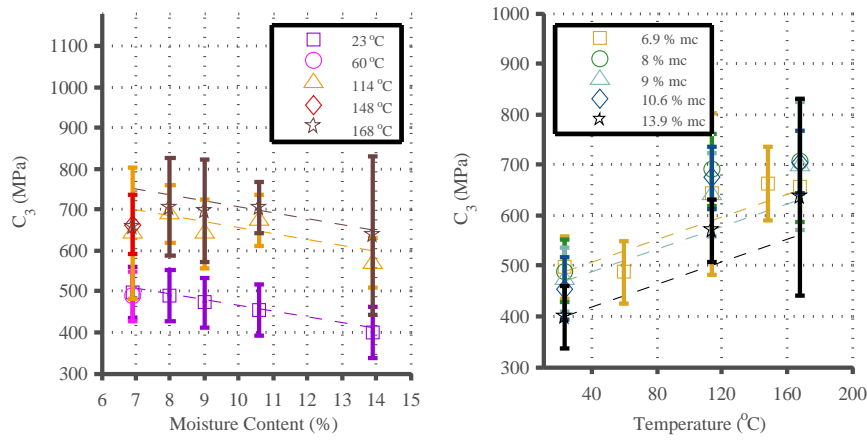 1100
1000
900
800
700
600
500
400
300
C3 (MPa)
6 7 8 9 10 11 12 13 14 15
Moisture Content (%)
23 °C
60 °C
114 °C
148 °C
168 °C
1000
900
800
700
600
500
400
300
C3 (MPa)
40 80 120 160 200
Temperature (°C)
6.9 % mc
8 % mc
9 % mc
10.6 % mc
13.9 % mc